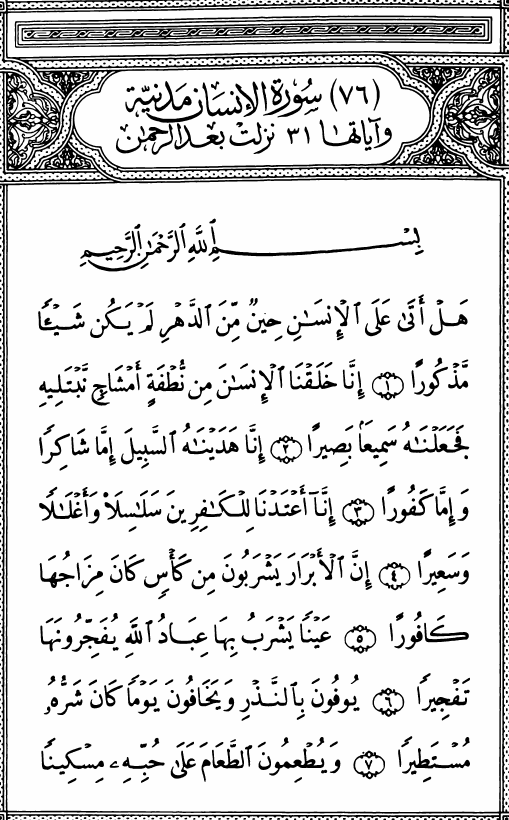 (٧٦) سُورَةُ الإِنسَانِ مَدَنِيَّة
وَآيَاتُهَا ٣١ نَزَلَتْ بَعْدَ الرَّحْمٰن
بِسْمِ ٱللَّهِ ٱلرَّحْمَٰنِ ٱلرَّحِيمِ
هَلْ أَتَىٰ عَلَى ٱلْإِنسَٰنِ حِينٌ مِّنَ ٱلدَّهْرِ لَمْ يَكُن شَيْـًٔا
مَّذْكُورًا ١ إِنَّا خَلَقْنَا ٱلْإِنسَٰنَ مِن نُّطْفَةٍ أَمْشَاجٍ نَّبْتَلِيهِ
فَجَعَلْنَٰهُ سَمِيعًۢا بَصِيرًا ٢ إِنَّا هَدَيْنَٰهُ ٱلسَّبِيلَ إِمَّا شَاكِرًا
وَإِمَّا كَفُورًا ٣ إِنَّآ أَعْتَدْنَا لِلْكَٰفِرِينَ سَلَٰسِلَا۟ وَأَغْلَٰلًا
وَسَعِيرًا ٤ إِنَّ ٱلْأَبْرَارَ يَشْرَبُونَ مِن كَأْسٍ كَانَ مِزَاجُهَا
كَافُورًا ٥ عَيْنًا يَشْرَبُ بِهَا عِبَادُ ٱللَّهِ يُفَجِّرُونَهَا
تَفْجِيرًا ٦ يُوفُونَ بِٱلنَّذْرِ وَيَخَافُونَ يَوْمًا كَانَ شَرُّهُۥ
مُسْتَطِيرًا ٧ وَيُطْعِمُونَ ٱلطَّعَامَ عَلَىٰ حُبِّهِۦ مِسْكِينًا